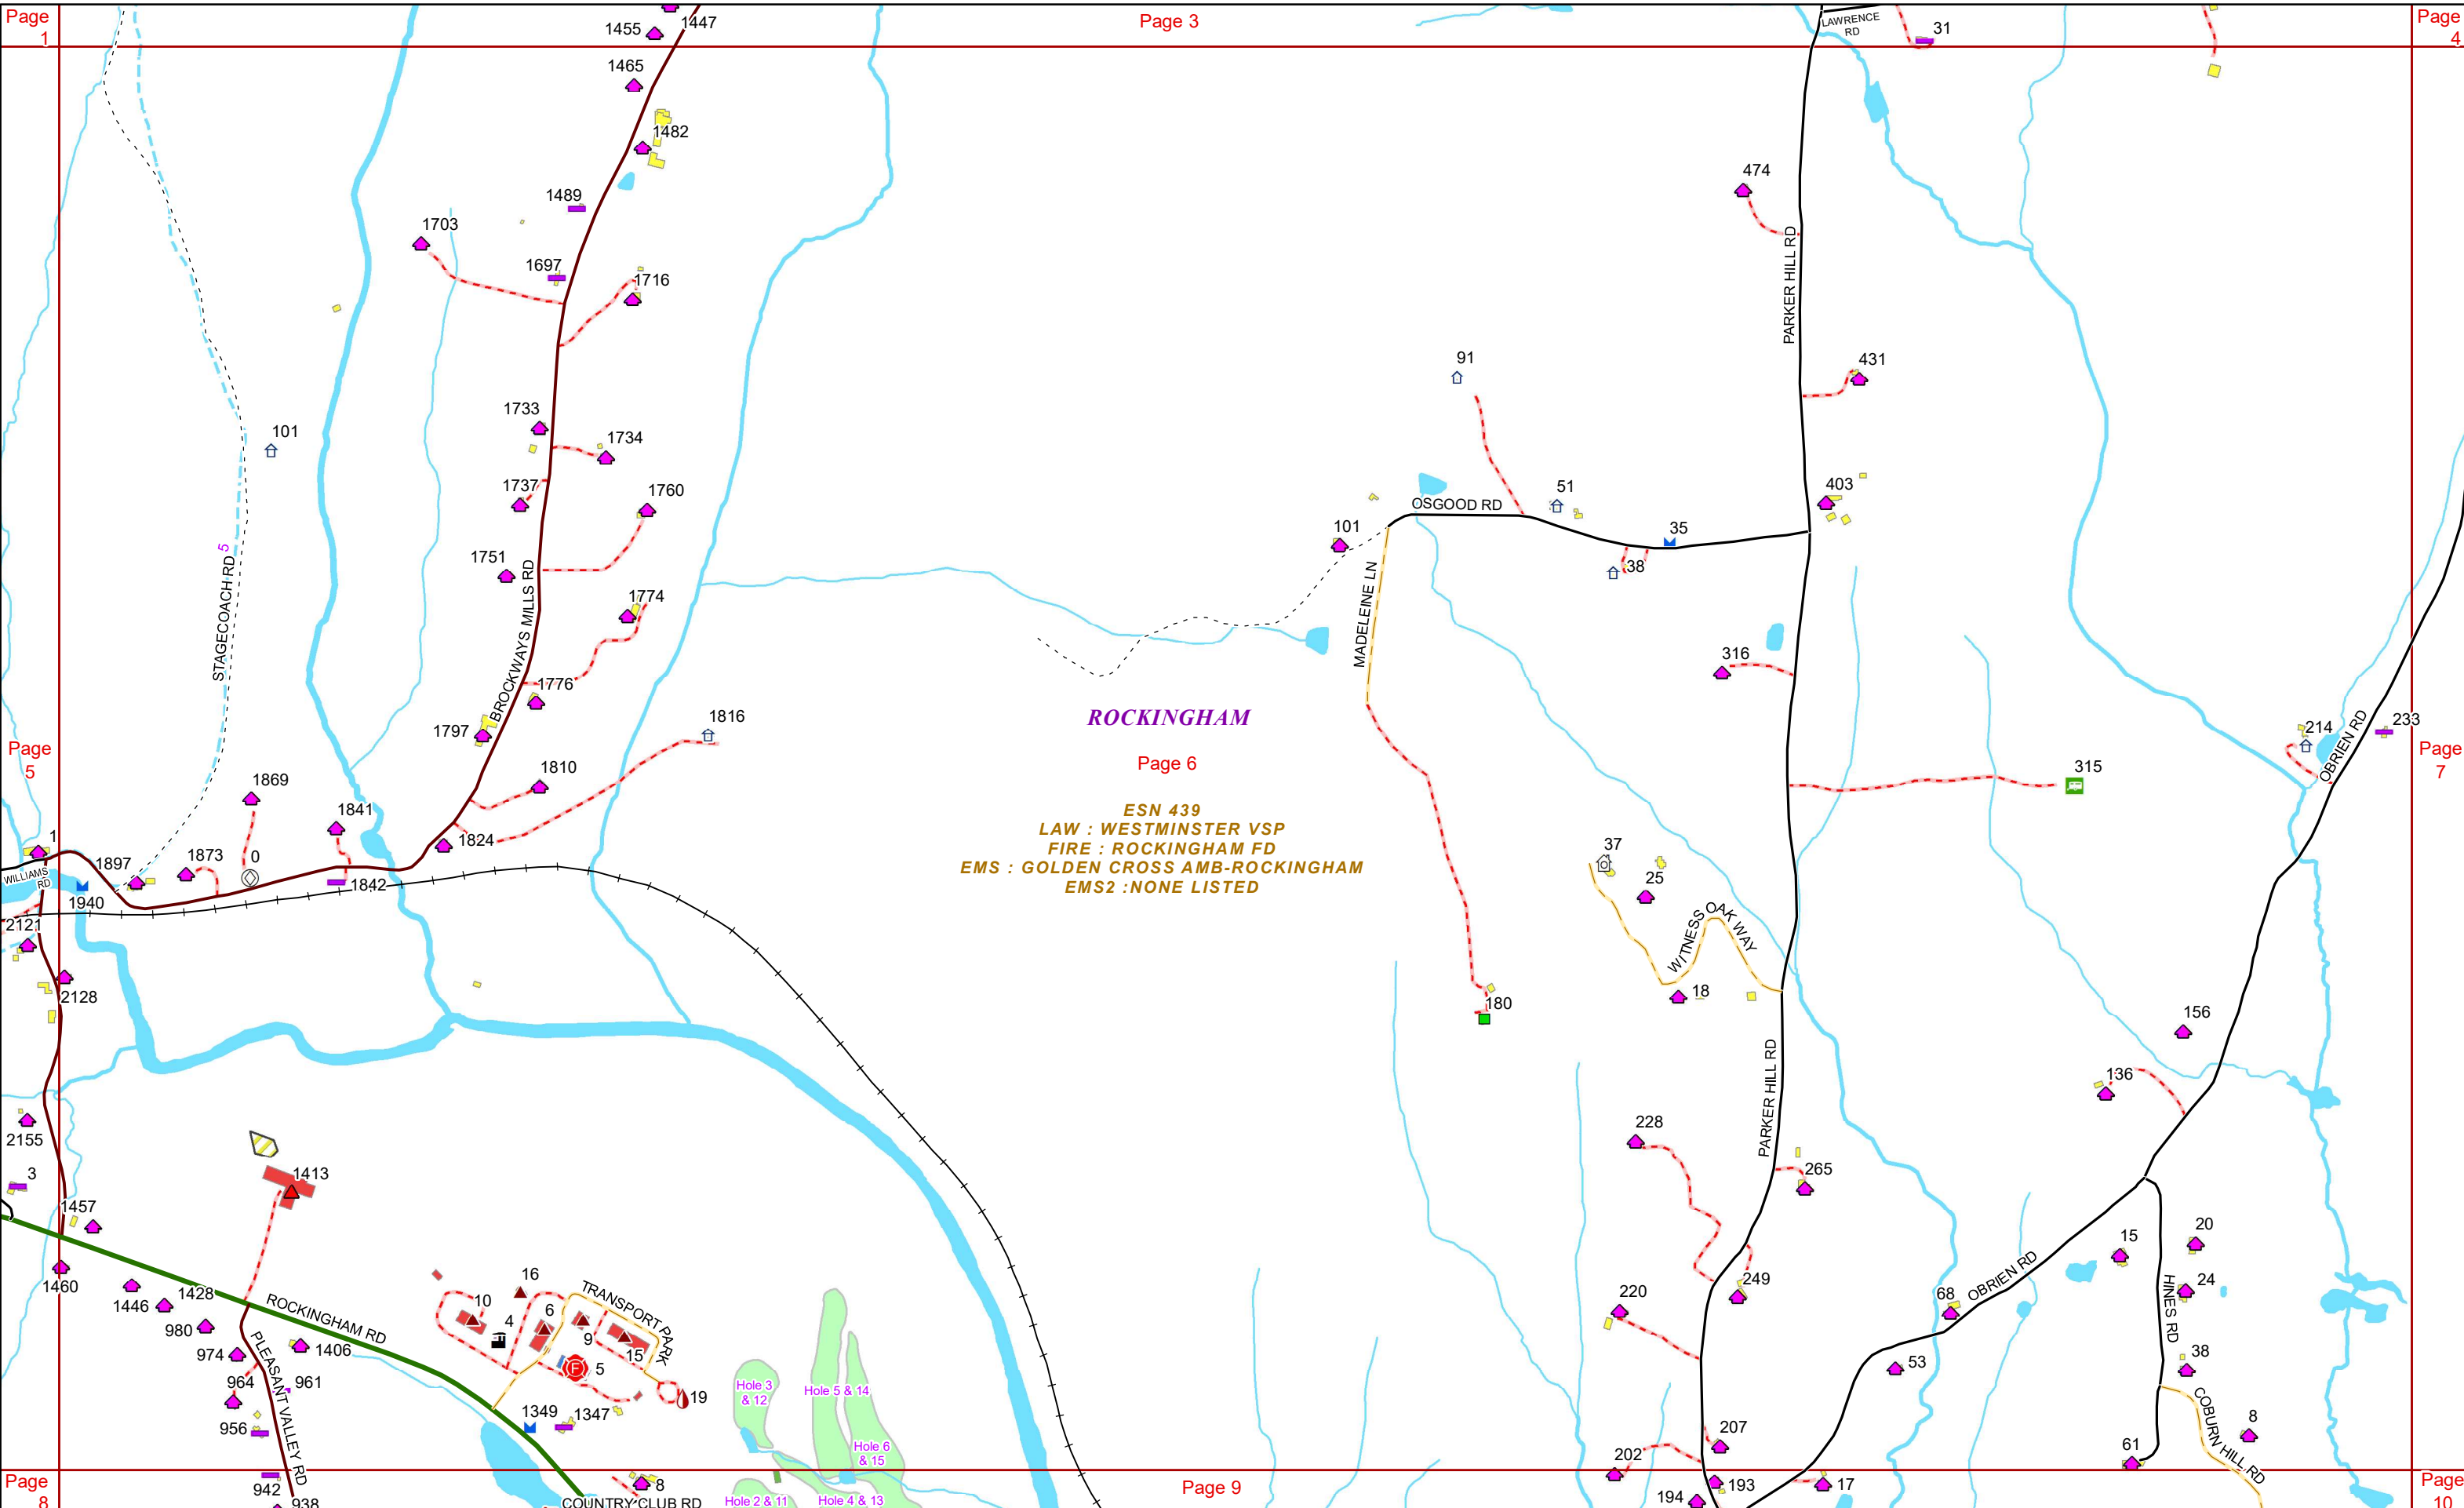 Page
1
1455
1447
Page 3
LAWRENCE
RD
31
Page
4
1465
1482
474
1489
1703
1697
1716
PARKER HILL RD
91
431
1733
101
1734
1737
1760
51
403
OSGOOD RD
101
35
38
STAGECOACH RD
5
1751
BROCKWAYS MILLS RD
1774
MADELEINE LN
316
1776
1797
1816
ROCKINGHAM
214
233
OBRIEN RD
Page
5
Page 6
Page
7
315
1869
1810
1841
ESN 439
LAW : WESTMINSTER VSP
FIRE : ROCKINGHAM FD
EMS : GOLDEN CROSS AMB-ROCKINGHAM
EMS2 :NONE LISTED
1
1897
1873
0
1824
1842
WILLIAMS
RD
1940
37
25
WITNESS OAK WAY
2121
2128
18
180
156
136
PARKER HILL RD
228
265
2155
3
1413
1457
20
15
1460
1446
1428
16
249
24
HINES RD
OBRIEN RD
220
68
10
6
4
TRANSPORT PARK
980
ROCKINGHAM RD
974
1406
9
15
F
5
53
38
964
961
PLEASANT VALLEY RD
19
Hole 3
& 12
Hole 5 & 14
956
1349
1347
COBURN HILL RD
8
207
Hole 6
& 15
202
61
Page
8
942
938
8
COUNTRY CLUB RD
Hole 2 & 11
Hole 4 & 13
Page 9
194
193
17
Page
10